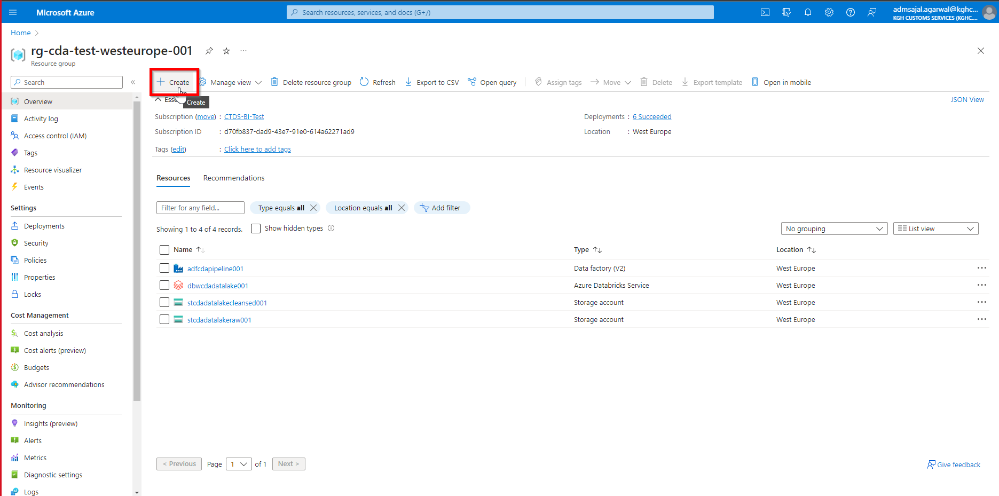 Microsoft Azure
Search resources, services, and docs (G+/)
admsajal.agarwal@kghc...
KGH CUSTOMS SERVICES (KGHC....
Home
rg-cda-test-westeurope-001
Resource group
Search
Create
Manage view
Delete resource group
Refresh
Export to CSV
Open query
Assign tags
Move
Delete
Export template
Open in mobile
Create
JSON View
Subscription (move) : CTDS-BI-Test
Subscription ID : d70fb837-dad9-43e7-91e0-614a62271ad9
Tags (edit) : Click here to add tags
Deployments : 6 Succeeded
Location : West Europe
Overview
Activity log
Access control (IAM)
Tags
Resource visualizer
Events
Settings
Deployments
Security
Policies
Properties
Locks
Cost Management
Cost analysis
Cost alerts (preview)
Budgets
Advisor recommendations
Monitoring
Insights (preview)
Alerts
Metrics
Diagnostic settings
Logs
Resources Recommendations
Filter for any field...
Type equals all
Location equals all
Add filter
Showing 1 to 4 of 4 records.
Show hidden types
No grouping
List view
Name Type Location
adfcdapipeline001 Data factory (V2) West Europe
dbwcdadatalake001 Azure Databricks Service West Europe
stcdadatalakecleansed001 Storage account West Europe
stcdadatalakeraw001 Storage account West Europe
< Previous Page 1 of 1 Next >
Give feedback